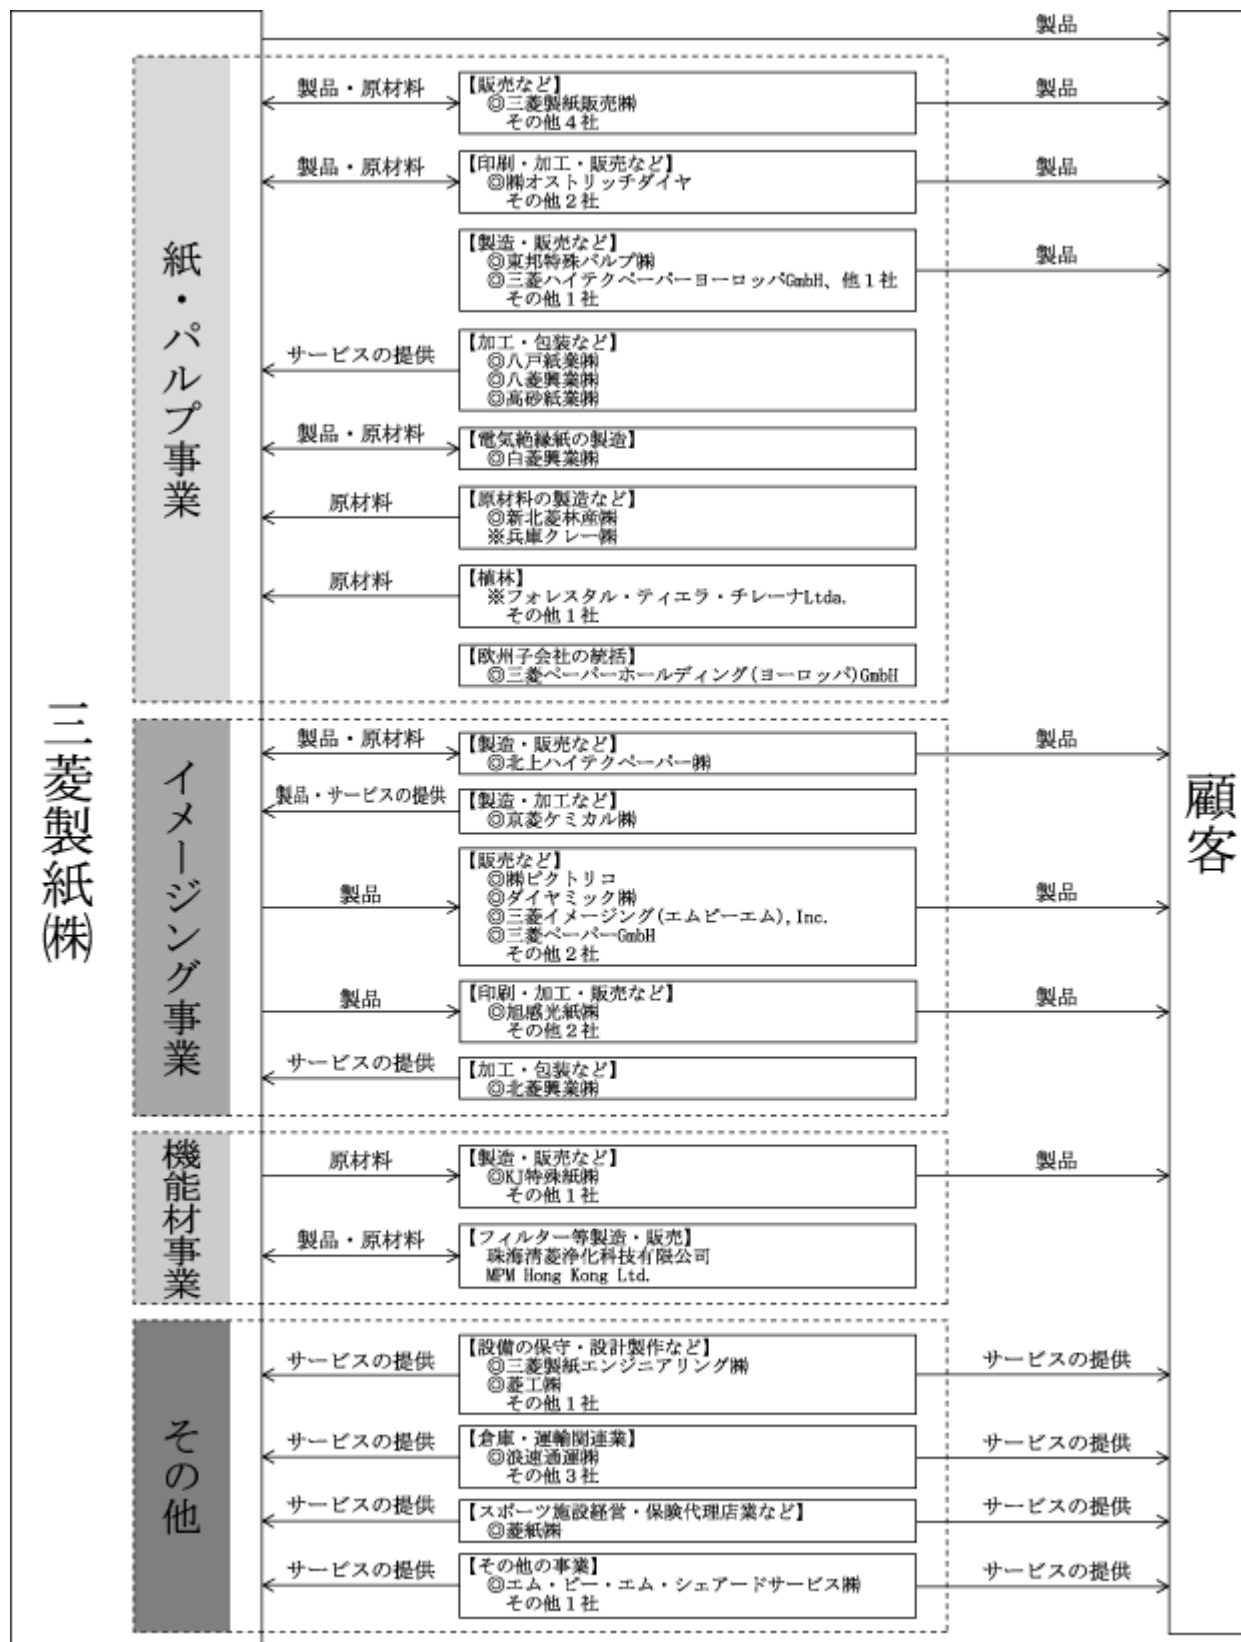 三菱製紙㈱
顧客
製品
紙・パルプ事業
製品・原材料
【販売など】
◎三菱製紙販売㈱
その他4社
製品
製品・原材料
【印刷・加工・販売など】
◎㈱オストリッチダイヤ
その他2社
製品
【製造・販売など】
◎東邦特殊パルプ㈱
◎三菱ハイテクペーパーヨーロッパGmbH、他1社
その他1社
製品
サービスの提供
【加工・包装など】
◎八戸紙業㈱
◎八菱興業㈱
◎高砂紙業㈱
製品・原材料
【電気絶縁紙の製造】
◎白菱興業㈱
原材料
【原材料の製造など】
◎新北菱林産㈱
※兵庫クレー㈱
原材料
【植林】
※フォレスタル・ティエラ・チレーナLtda.
その他1社
【欧州子会社の統括】
◎三菱ペーパーホールディング(ヨーロッパ)GmbH
イメージング事業
製品・原材料
【製造・販売など】
◎北上ハイテクペーパー㈱
製品
製品・サービスの提供
【製造・加工など】
◎京菱ケミカル㈱
製品
【販売など】
◎㈱ピクトリコ
◎ダイヤミック㈱
◎三菱イメージング(エムピーエム),Inc.
◎三菱ペーパーGmbH
その他2社
製品
製品
【印刷・加工・販売など】
◎旭感光紙㈱
その他2社
製品
サービスの提供
【加工・包装など】
◎北菱興業㈱
機能材事業
原材料
【製造・販売など】
◎KJ特殊紙㈱
その他1社
製品
製品・原材料
【フィルター等製造・販売】
珠海清菱浄化科技有限公司
MPM Hong Kong Ltd.
その他
サービスの提供
【設備の保守・設計製作など】
◎三菱製紙エンジニアリング㈱
◎菱工㈱
その他1社
サービスの提供
サービスの提供
【倉庫・運輸関連業】
◎浪速通運㈱
その他3社
サービスの提供
サービスの提供
【スポーツ施設経営・保険代理店業など】
◎菱紙㈱
サービスの提供
サービスの提供
【その他の事業】
◎エム・ピー・エム・シェアードサービス㈱
その他1社
サービスの提供